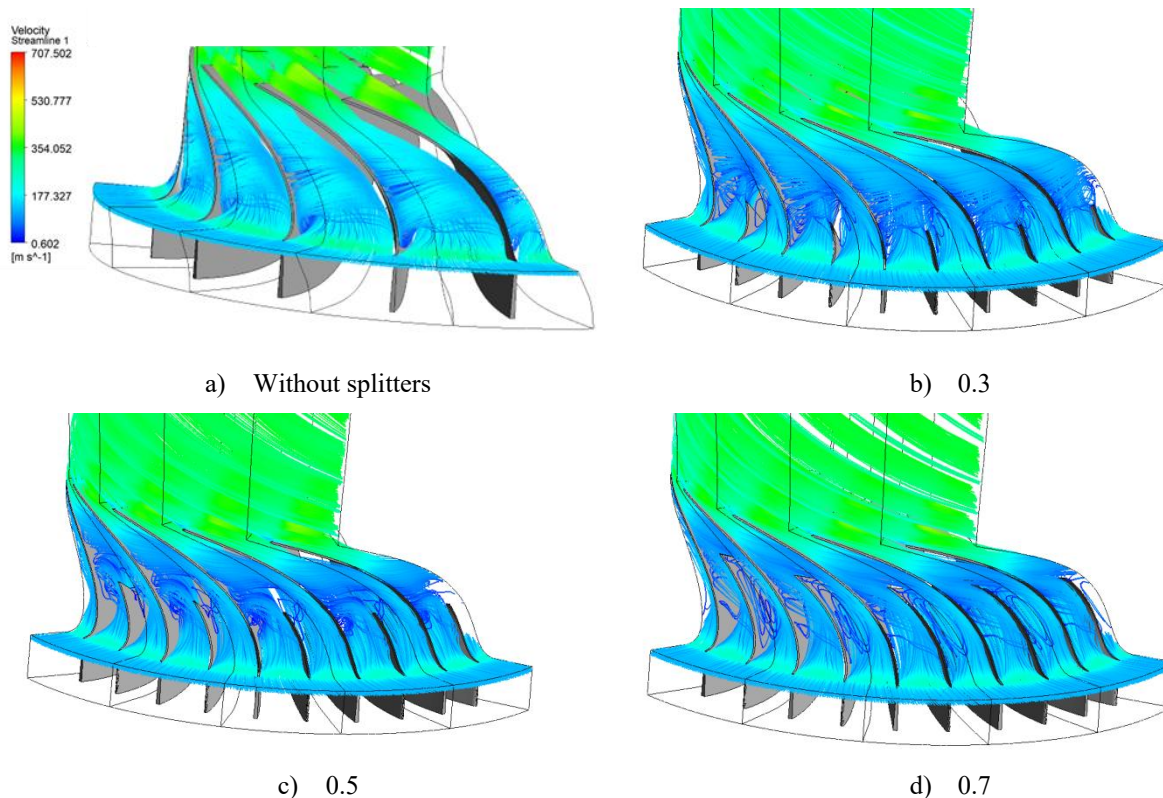 Velocity
Streamline 1
707.502
530.777
354.052
177.327
0.602
[m s^-1]
a) Without splitters
b) 0.3
c) 0.5
d) 0.7